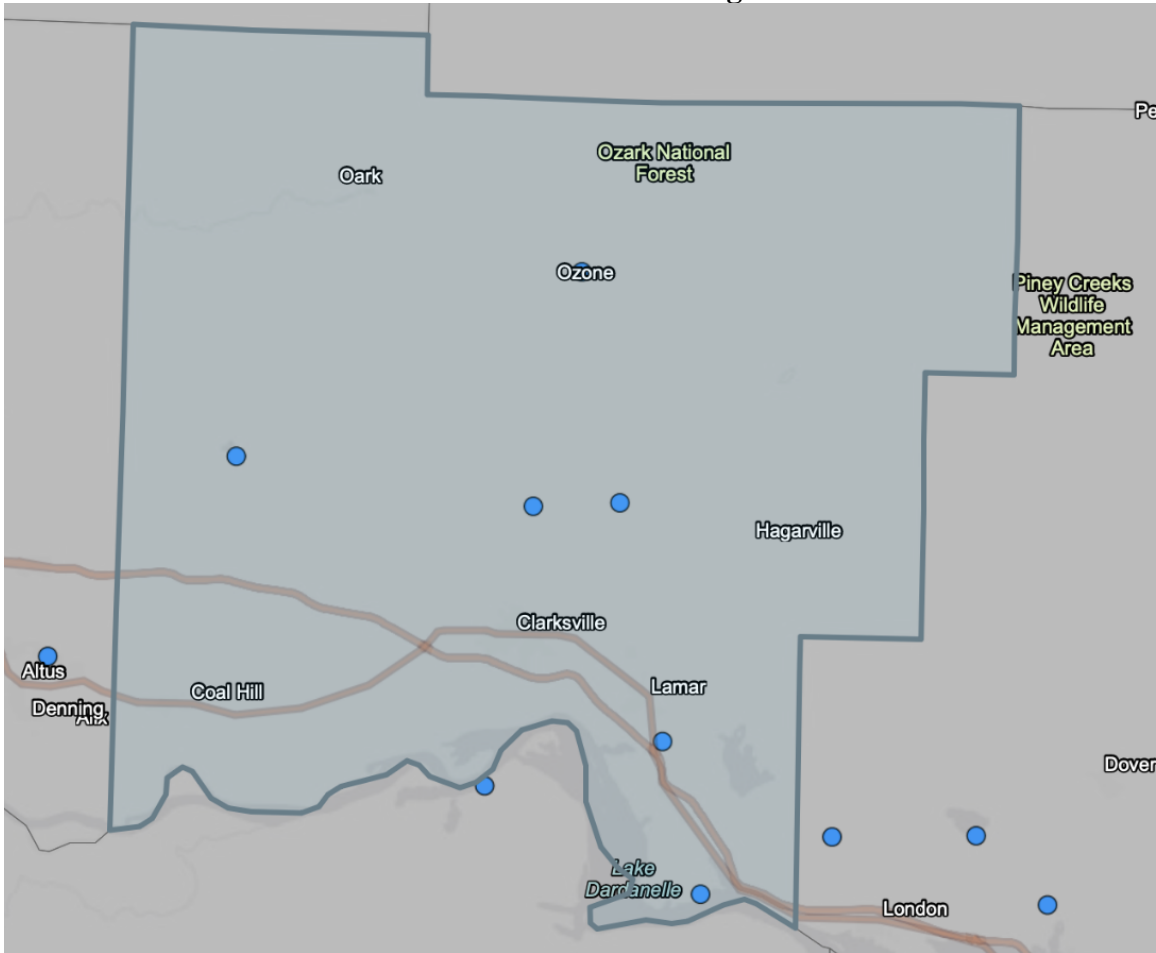 g
Pe
Ozark National
Forest
Oark
Ozone
Piney Creeks
Wildlife
Management
Area
Hagarville
Clarksville
Altus
Coal Hill
Lamar
Denning
Alix
Dover
Lake
Dardanelle
London